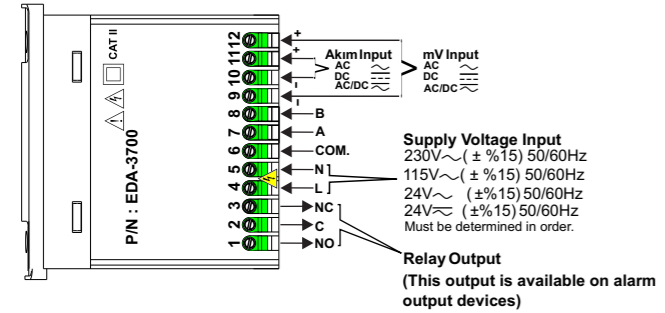 CAT II
P/N : EDA-3700
12 +
11 +
10 -
9 -
8 B
7 A
6 COM.
5 N
4 L
3 NC
2 C
1 NO
Akım Input
AC
DC
AC/DC
mV Input
AC
DC
AC/DC
Supply Voltage Input
230V～( ± %15) 50/60Hz
115V～( ± %15) 50/60Hz
24V～ (±%15) 50/60Hz
24V⏦ (±%15) 50/60Hz
Must be determined in order.
Relay Output
(This output is available on alarm
output devices)